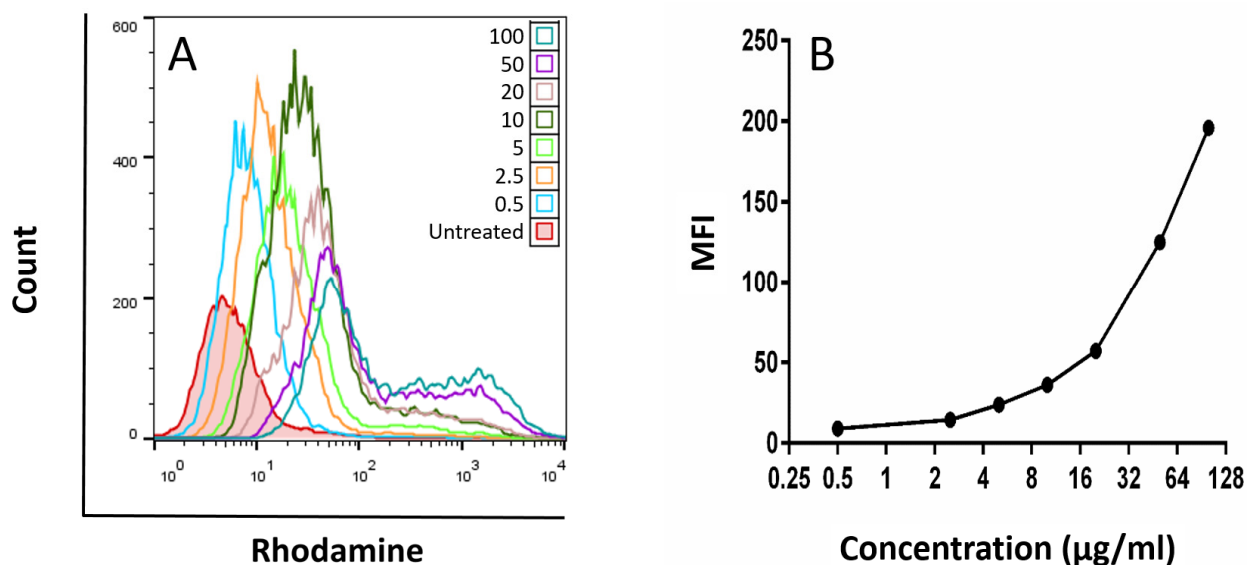 A
600
400
200
0
Count
10^0 10^1 10^2 10^3 10^4
Rhodamine
100
50
20
10
5
2.5
0.5
Untreated
B
250
200
150
100
50
0
MFI
0.25 0.5 1 2 4 8 16 32 64 128
Concentration (µg/ml)